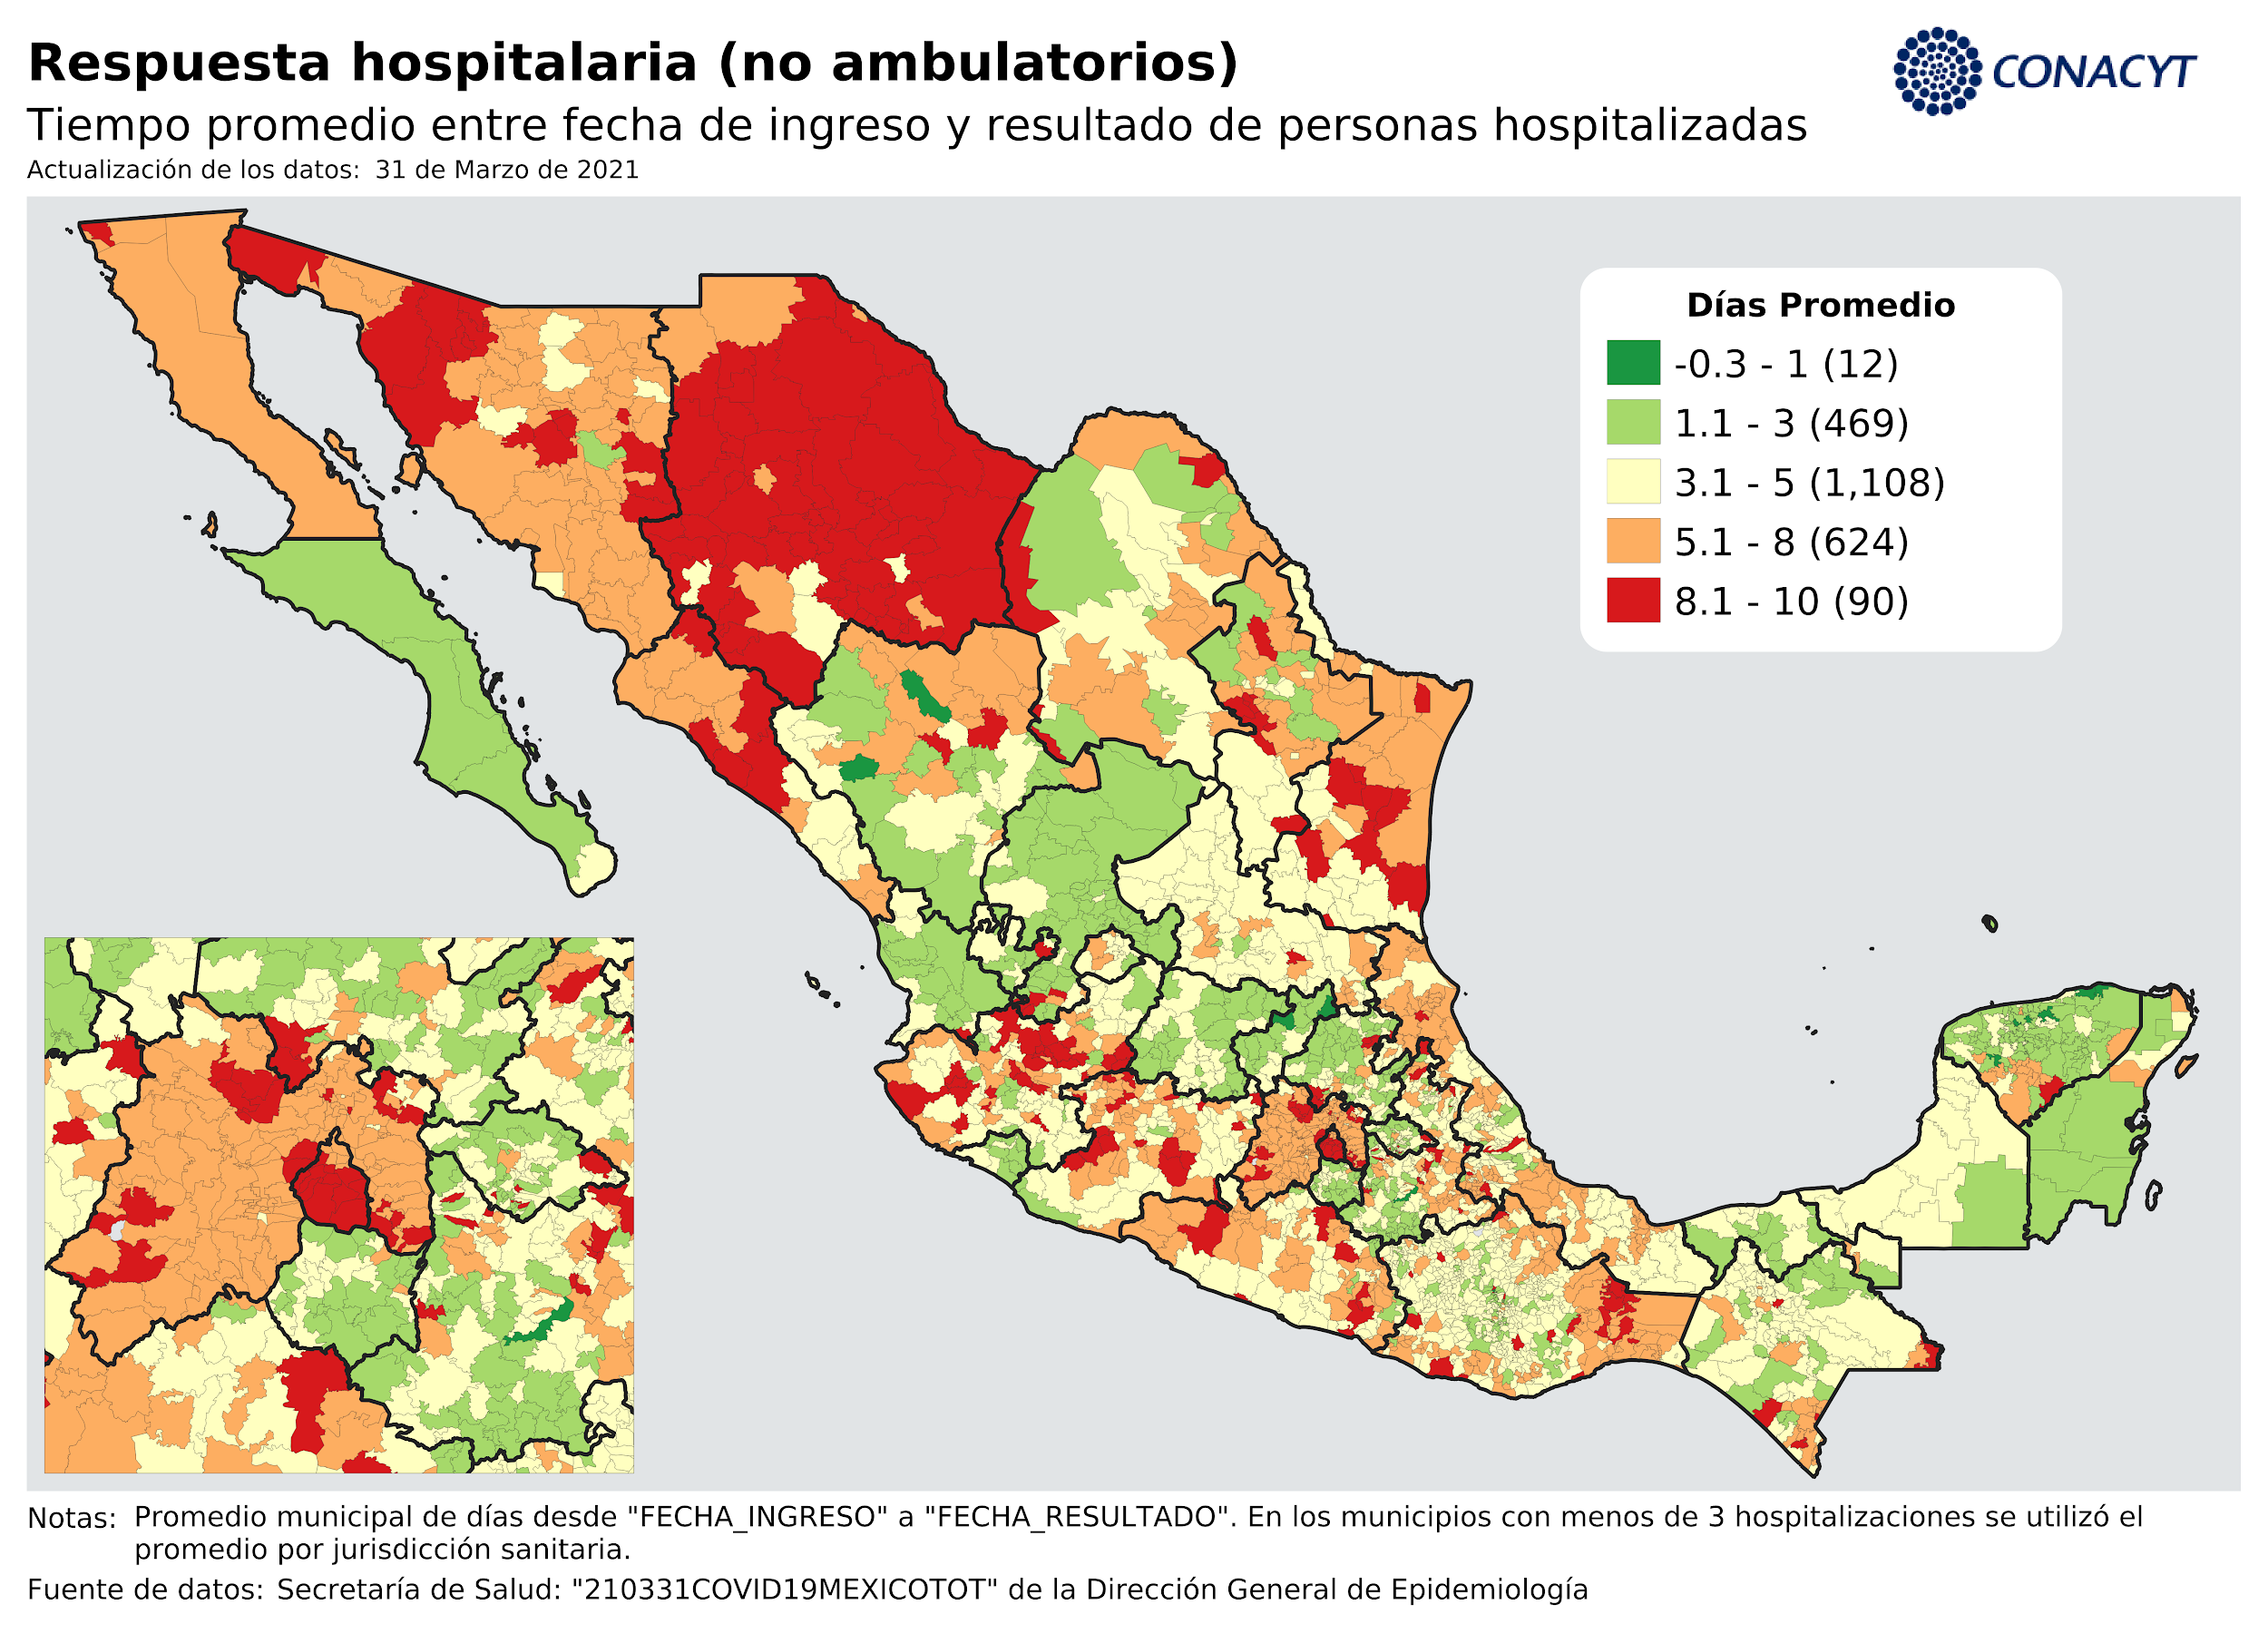 Respuesta hospitalaria (no ambulatorios)
CONACYT
Tiempo promedio entre fecha de ingreso y resultado de personas hospitalizadas
Actualización de los datos: 31 de Marzo de 2021
Días Promedio
-0.3 - 1 (12)
1.1 - 3 (469)
3.1 - 5 (1,108)
5.1 - 8 (624)
8.1 - 10 (90)
Notas: Promedio municipal de días desde "FECHA_INGRESO" a "FECHA_RESULTADO". En los municipios con menos de 3 hospitalizaciones se utilizó el
promedio por jurisdicción sanitaria.
Fuente de datos: Secretaría de Salud: "210331COVID19MEXICOTOT" de la Dirección General de Epidemiología